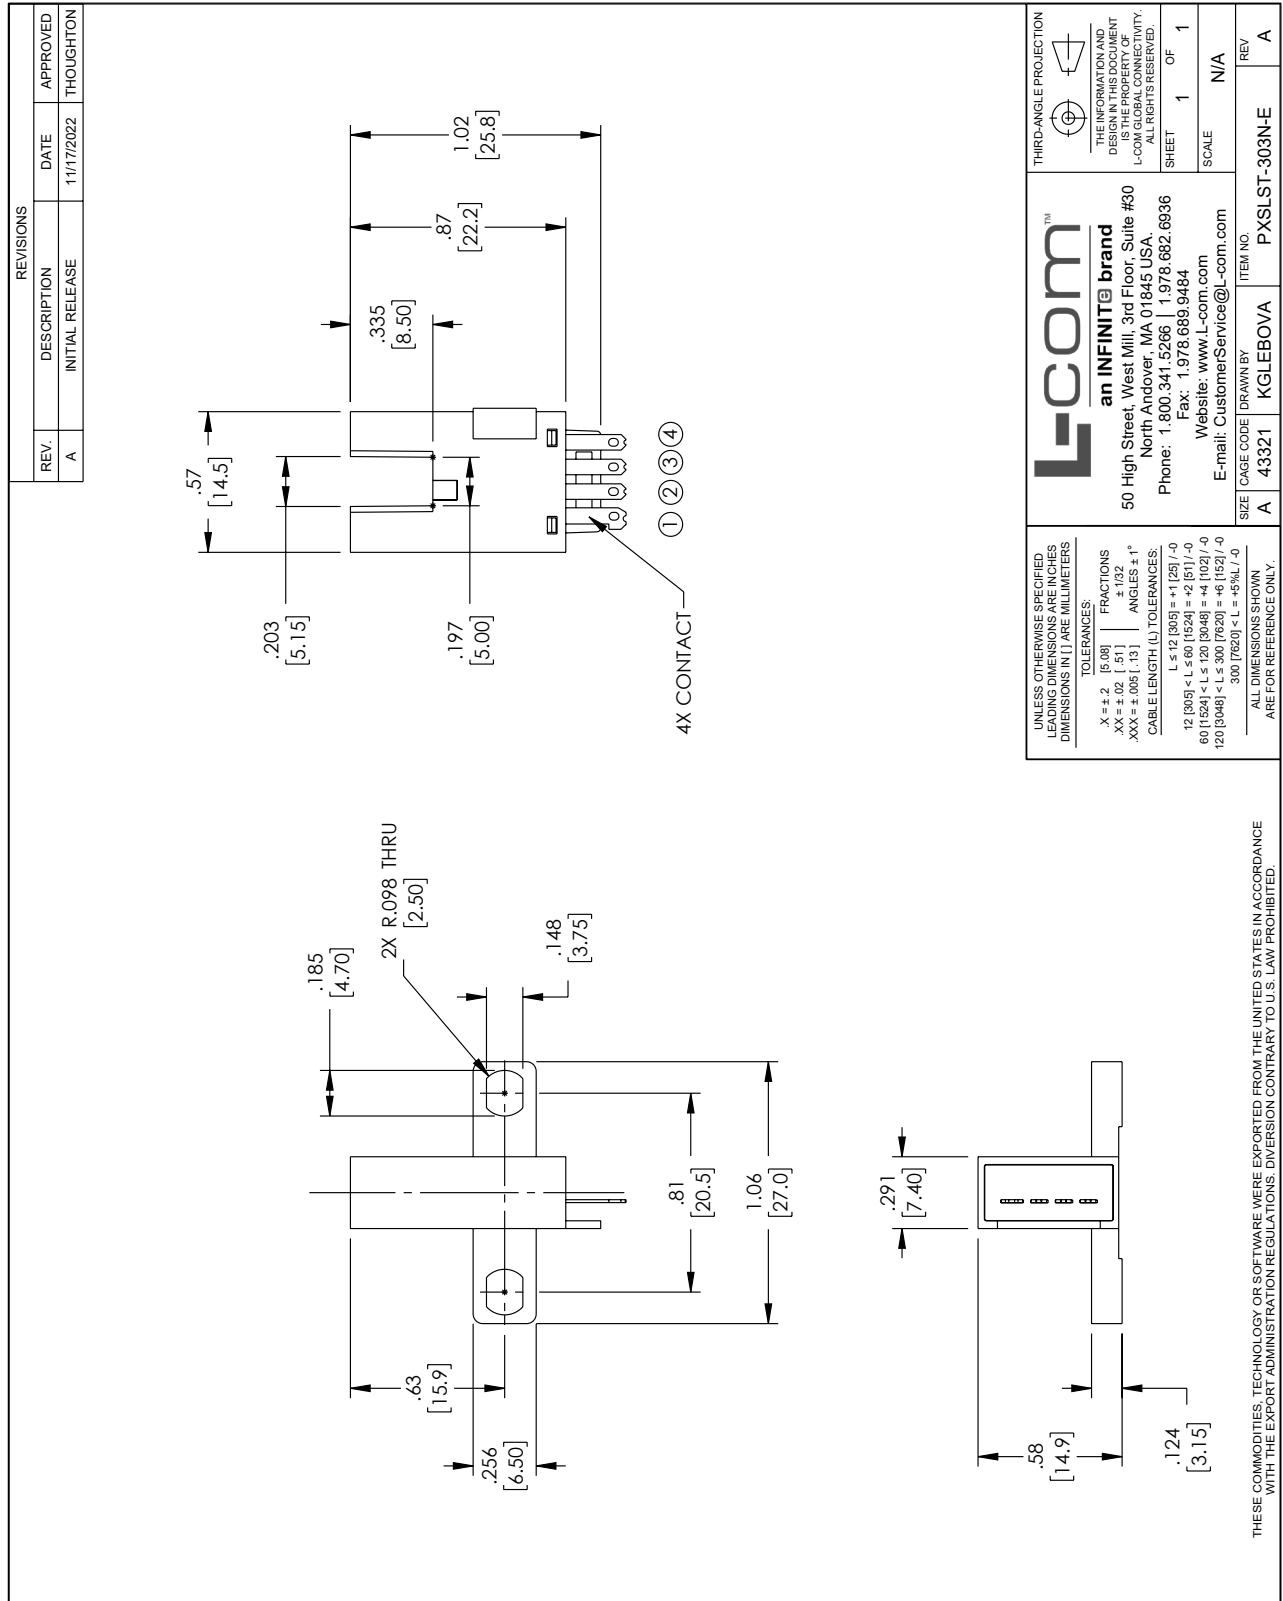 REVISIONS
REV. DESCRIPTION DATE APPROVED
A INITIAL RELEASE 11/17/2022 THOUGHTON
.57
[14.5]
.203
[5.15]
.197
[5.00]
.335
[8.50]
.87
[22.2]
1.02
[25.8]
4X CONTACT
1 2 3 4
.185
[4.70]
2X R.098 THRU
[2.50]
.148
[3.75]
.63
[15.9]
.256
[6.50]
.81
[20.5]
1.06
[27.0]
.291
[7.40]
.58
[14.9]
.124
[3.15]
UNLESS OTHERWISE SPECIFIED
LEADING DIMENSIONS ARE INCHES
DIMENSIONS IN [ ] ARE MILLIMETERS
TOLERANCES:
.X = ± .2 [5.08] FRACTIONS
.XX = ± .02 [ .51] ± 1/32
.XXX = ± .005 [ .13] ANGLES ± 1°
CABLE LENGTH (L) TOLERANCES:
L ≤ 12 [305] = +1 [25] / -0
12 [305] < L ≤ 60 [1524] = +2 [51] / -0
60 [1524] < L ≤ 120 [3048] = +4 [102] / -0
120 [3048] < L ≤ 300 [7620] = +6 [152] / -0
300 [7620] < L = +5%L / -0
ALL DIMENSIONS SHOWN
ARE FOR REFERENCE ONLY.
L-com™
an INFINITe brand
50 High Street, West Mill, 3rd Floor, Suite #30
North Andover, MA 01845 USA.
Phone: 1.800.341.5266 | 1.978.682.6936
Fax: 1.978.689.9484
Website: www.L-com.com
E-mail: CustomerService@L-com.com
THIRD-ANGLE PROJECTION
THE INFORMATION AND
DESIGN IN THIS DOCUMENT
IS THE PROPERTY OF
L-COM GLOBAL CONNECTIVITY.
ALL RIGHTS RESERVED.
SHEET 1 OF 1
SCALE N/A
SIZE CAGE CODE DRAWN BY ITEM NO. REV
A 43321 KGLEBOVA PXSLST-303N-E A
THESE COMMODITIES, TECHNOLOGY OR SOFTWARE WERE EXPORTED FROM THE UNITED STATES IN ACCORDANCE
WITH THE EXPORT ADMINISTRATION REGULATIONS. DIVERSION CONTRARY TO U.S. LAW PROHIBITED.